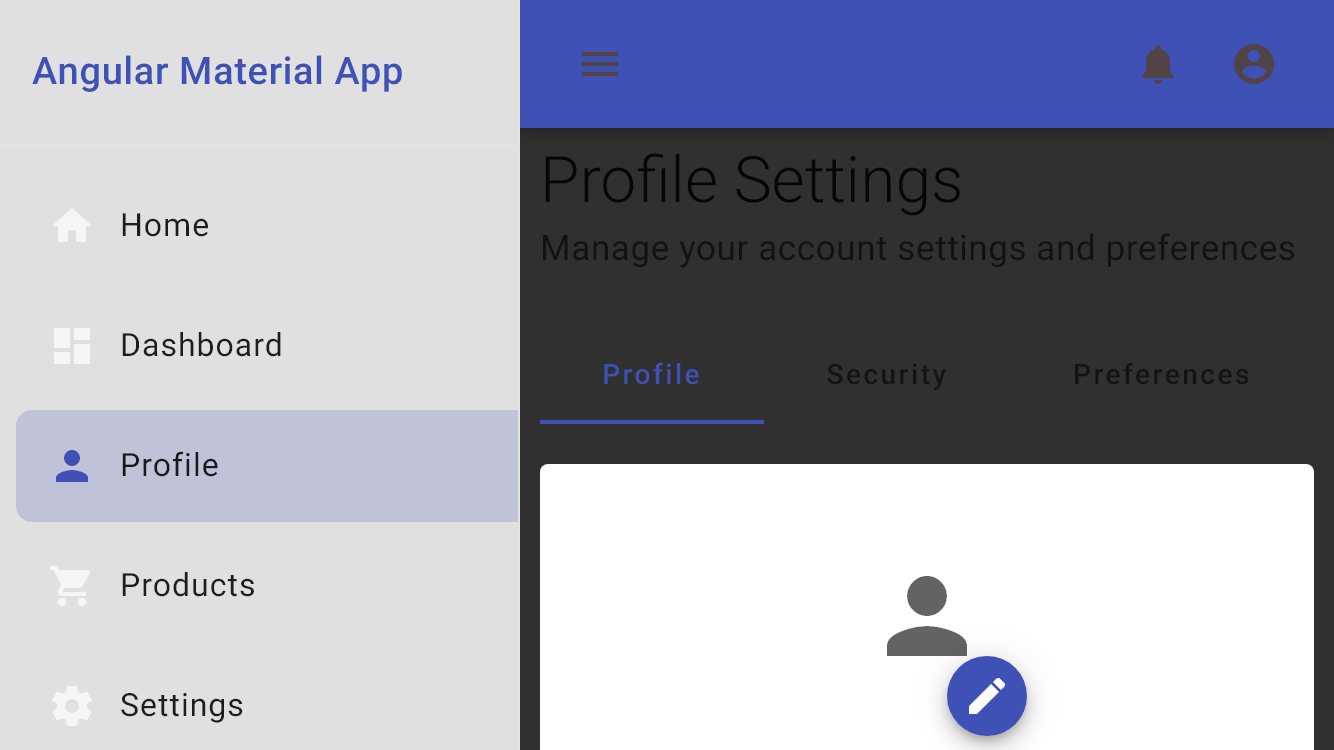 Angular Material App
Home
Dashboard
Profile
Products
Settings
Profile Settings
Manage your account settings and preferences
Profile Security Preferences